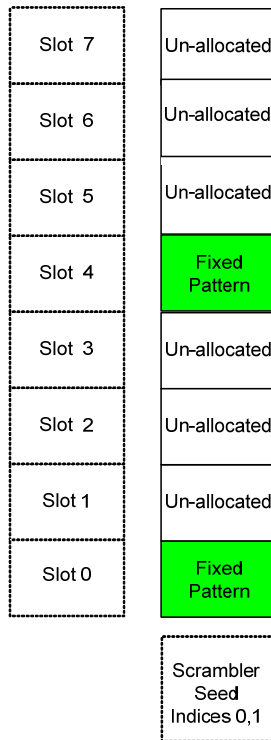 Slot 7
Un-allocated
Slot 6
Un-allocated
Slot 5
Un-allocated
Slot 4
Fixed
Pattern
Slot 3
Un-allocated
Slot 2
Un-allocated
Slot 1
Un-allocated
Slot 0
Fixed
Pattern
Scrambler
Seed
Indices 0,1